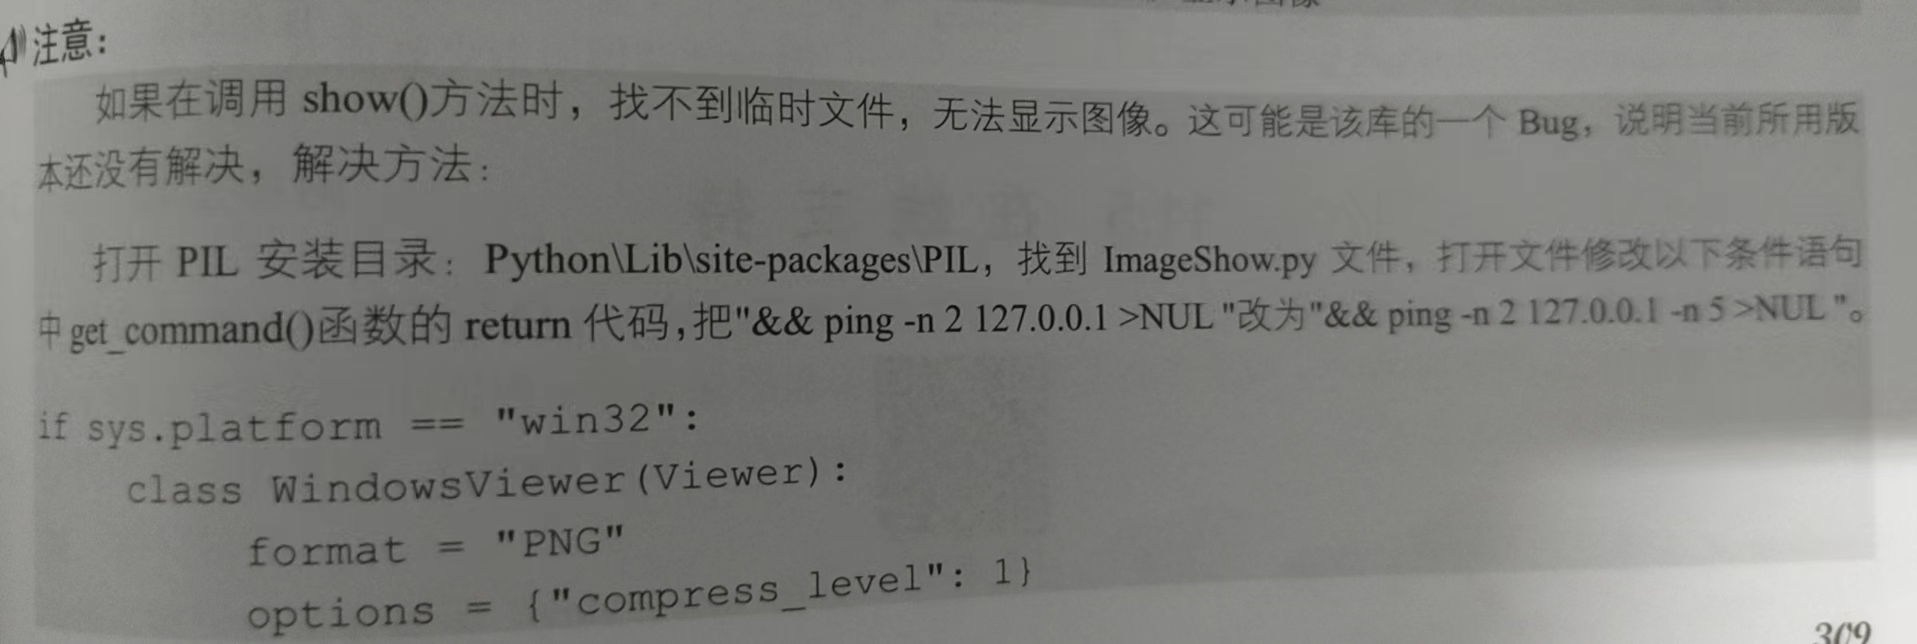 注意：
如果在调用 show()方法时，找不到临时文件，无法显示图像。这可能是该库的一个 Bug，说明当前所用版
本还没有解决，解决方法：
打开 PIL 安装目录：Python\Lib\site-packages\PIL，找到 ImageShow.py 文件，打开文件修改以下条件语句
中 get_command()函数的 return 代码,把"&& ping -n 2 127.0.0.1 >NUL "改为"&& ping -n 2 127.0.0.1 -n 5 >NUL "。
if sys.platform == "win32":
class WindowsViewer(Viewer):
format = "PNG"
options = {"compress_level": 1}
309